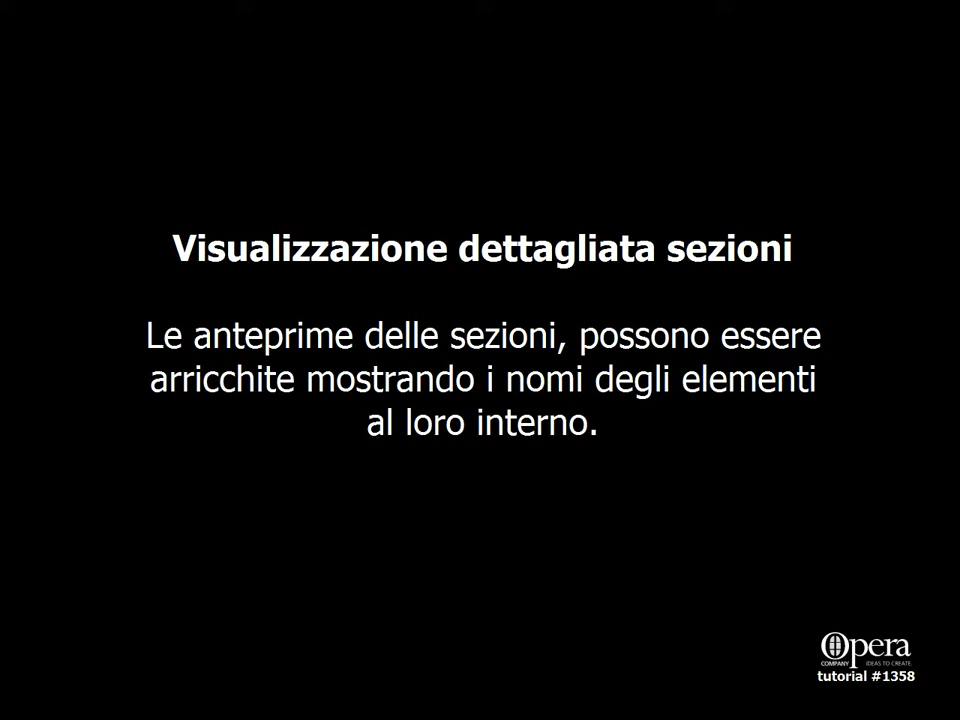 Visualizzazione dettagliata sezioni
Le anteprime delle sezioni, possono essere
arricchite mostrando i nomi degli elementi
al loro interno.
Opera
COMPANY IDEAS TO CREATE.
tutorial #1358